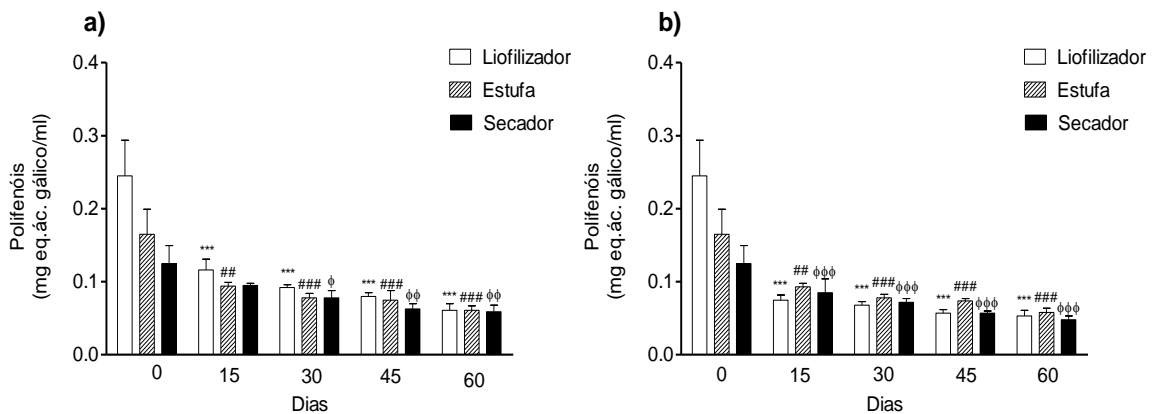 a)
Liofilizador
Estufa
Secador
Polifenóis
(mg eq.ác. gálico/ml)
0.4
0.3
0.2
0.1
0.0
***
##
***
###
ϕ
***
###
ϕϕ
***
###
ϕϕ
0
15
30
45
60
Dias
b)
Liofilizador
Estufa
Secador
Polifenóis
(mg eq.ác. gálico/ml)
0.4
0.3
0.2
0.1
0.0
***
##
ϕϕϕ
***
###
ϕϕϕ
***
###
ϕϕϕ
***
###
ϕϕϕ
0
15
30
45
60
Dias